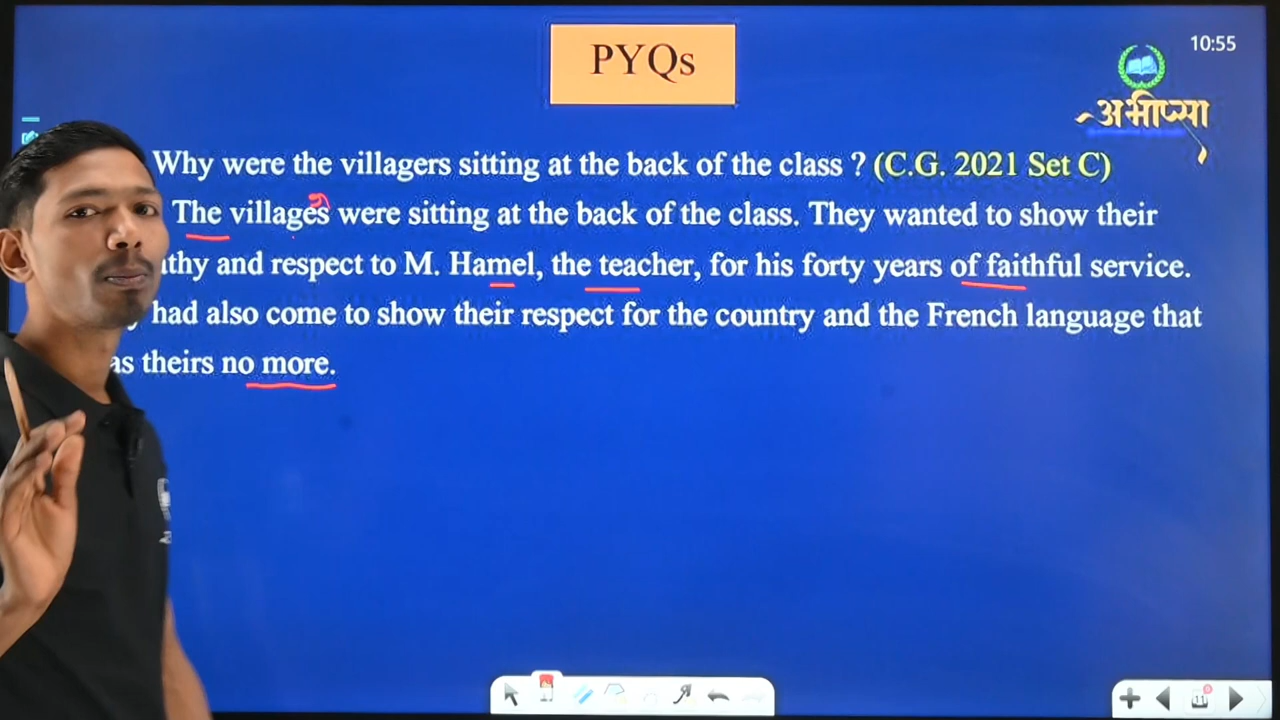 PYQs
10:55
अभीप्सा
Why were the villagers sitting at the back of the class ? (C.G. 2021 Set C)
The villages were sitting at the back of the class. They wanted to show their
and respect to M. Hamel, the teacher, for his forty years of faithful service.
had also come to show their respect for the country and the French language that
theirs no more.
11